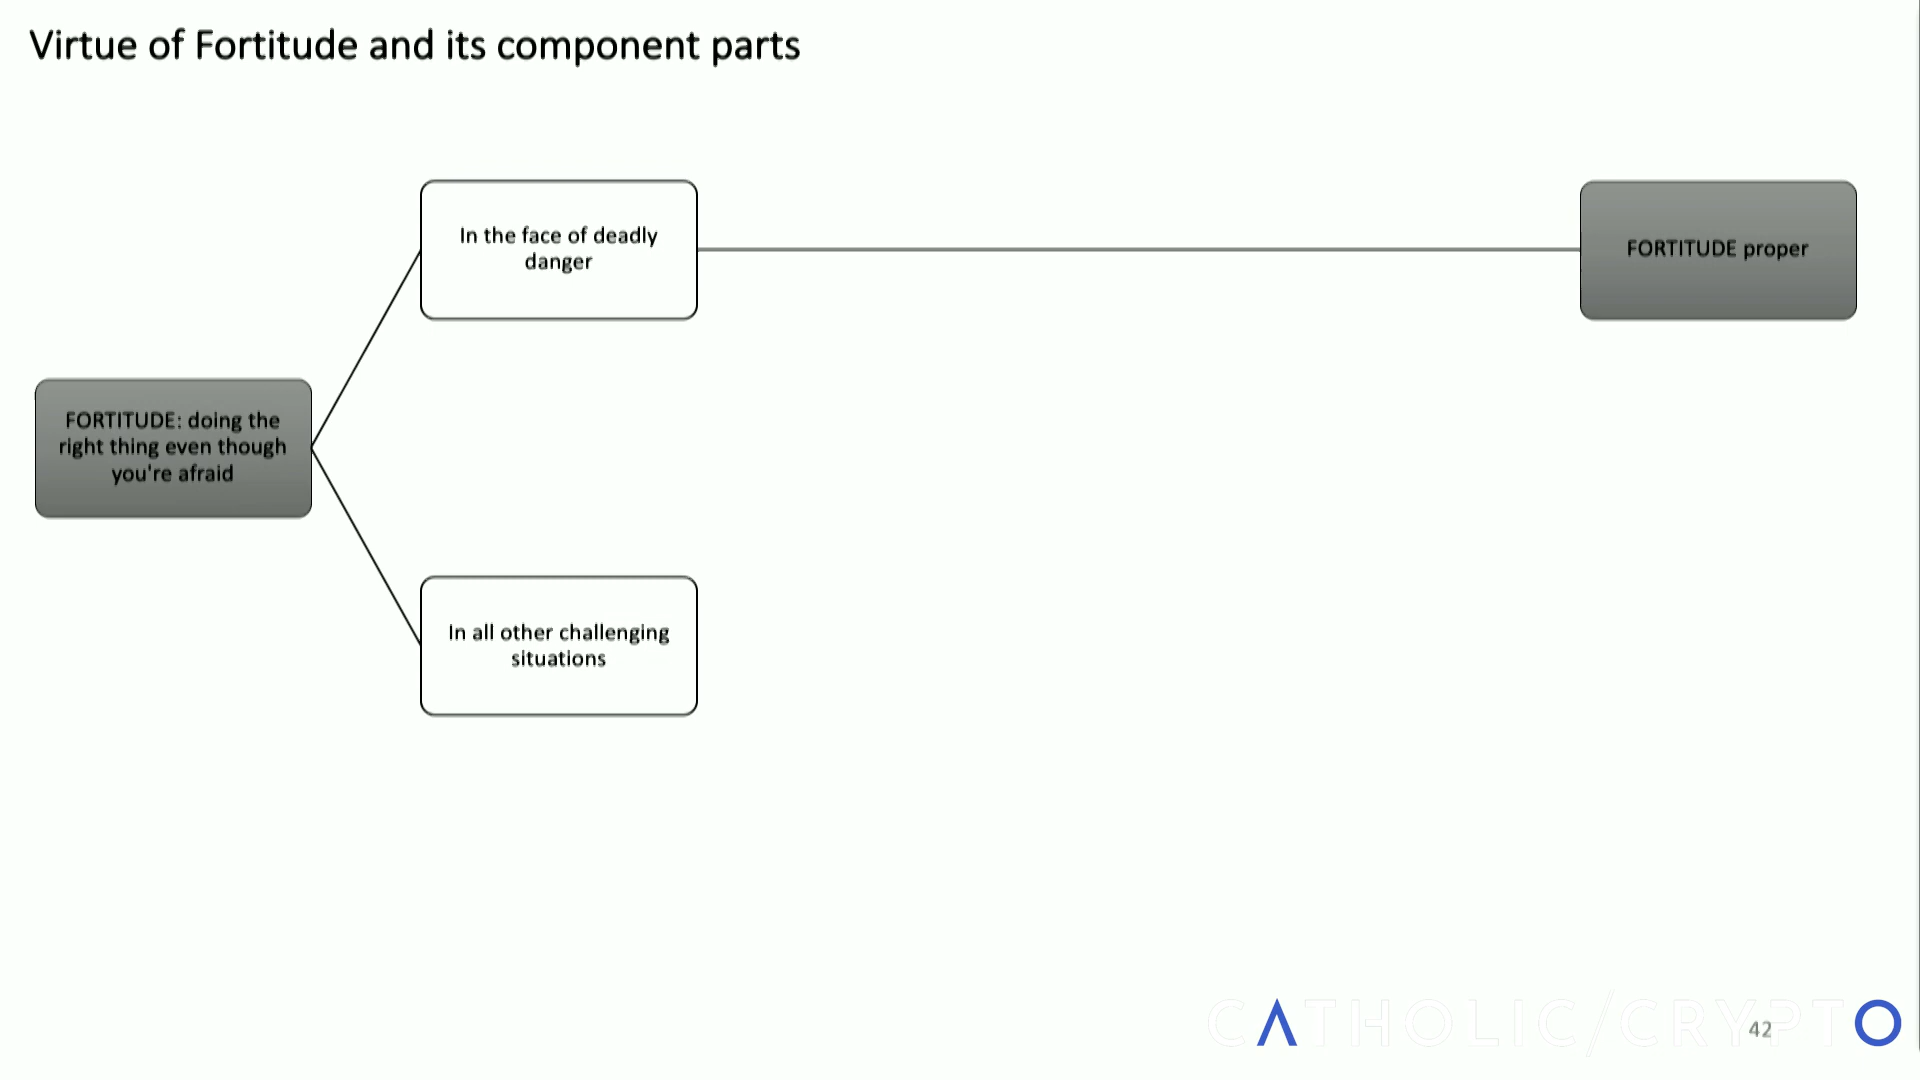 Virtue of Fortitude and its component parts
In the face of deadly
danger
FORTITUDE proper
FORTITUDE: doing the
right thing even though
you're afraid
In all other challenging
situations
CATHOLIC/CRYPTO
42